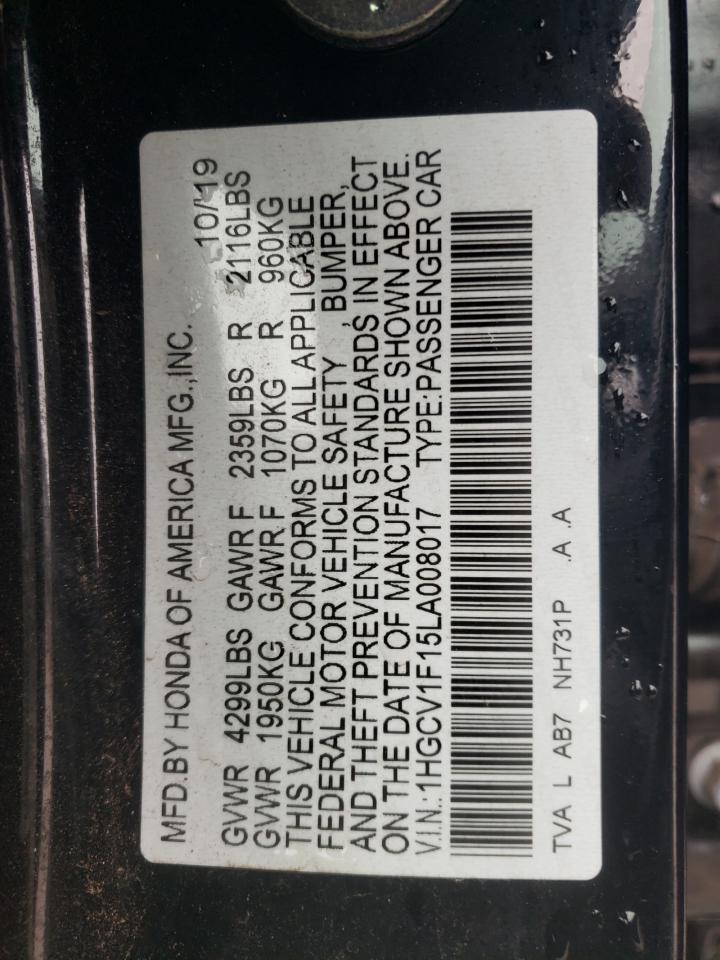 MFD.BY HONDA OF AMERICA MFG.,INC. 10/'19
GVWR 4299LBS GAWR F 2359LBS R 2116LBS
GVWR 1950KG GAWR F 1070KG R 960KG
THIS VEHICLE CONFORMS TO ALL APPLICABLE
FEDERAL MOTOR VEHICLE SAFETY, BUMPER,
AND THEFT PREVENTION STANDARDS IN EFFECT
ON THE DATE OF MANUFACTURE SHOWN ABOVE.
V.I.N.:1HGCV1F15LA008017 TYPE:PASSENGER CAR
TVA L AB7 NH731P .A .A